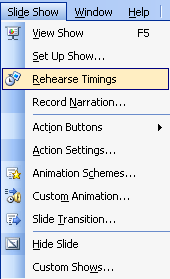 Slide Show Window Help
View Show F5
Set Up Show...
Rehearse Timings
Record Narration...
Action Buttons
Action Settings...
Animation Schemes...
Custom Animation...
Slide Transition...
Hide Slide
Custom Shows...